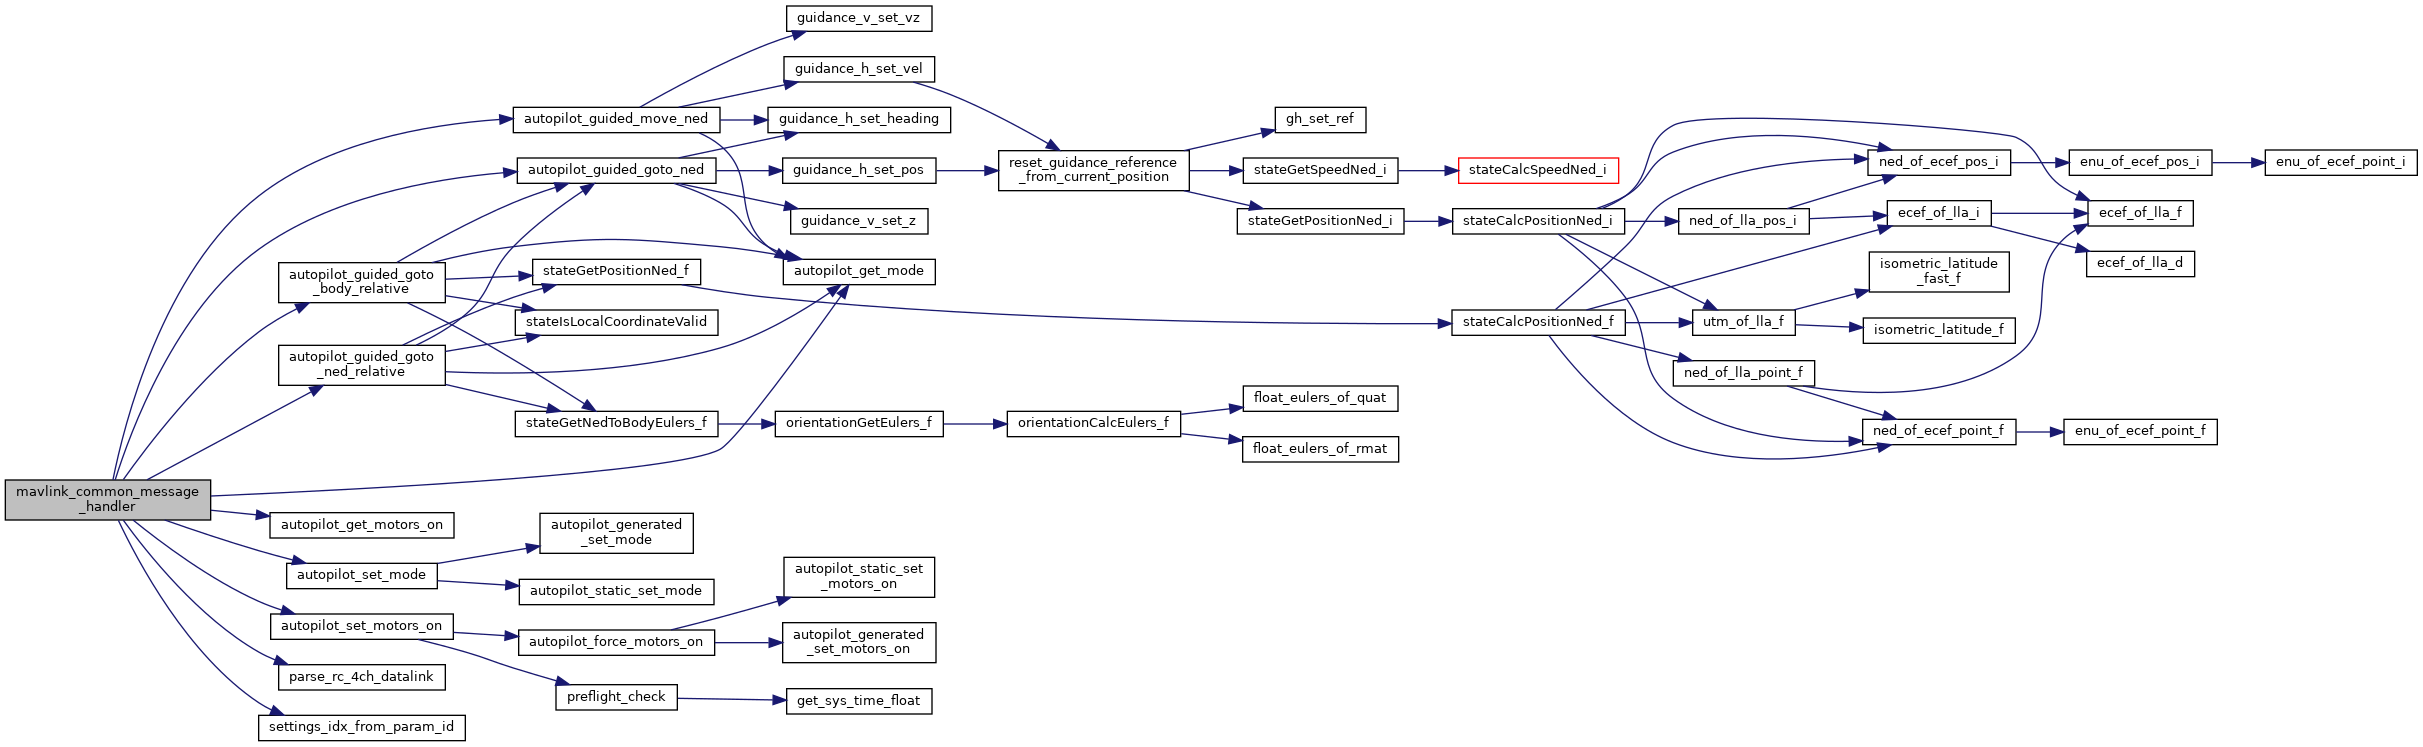 mavlink_common_message
_handler
autopilot_guided_goto
_body_relative
autopilot_guided_goto
_ned_relative
autopilot_get_motors_on
autopilot_set_mode
autopilot_set_motors_on
parse_rc_4ch_datalink
settings_idx_from_param_id
autopilot_guided_move_ned
autopilot_guided_goto_ned
stateGetPositionNed_f
stateIsLocalCoordinateValid
stateGetNedToBodyEulers_f
autopilot_generated
_set_mode
autopilot_static_set_mode
autopilot_force_motors_on
preflight_check
guidance_v_set_vz
guidance_h_set_vel
guidance_h_set_heading
guidance_h_set_pos
guidance_v_set_z
autopilot_get_mode
orientationGetEulers_f
autopilot_static_set
_motors_on
autopilot_generated
_set_motors_on
get_sys_time_float
reset_guidance_reference
_from_current_position
orientationCalcEulers_f
gh_set_ref
stateGetSpeedNed_i
stateGetPositionNed_i
float_eulers_of_quat
float_eulers_of_rmat
stateCalcSpeedNed_i
stateCalcPositionNed_i
stateCalcPositionNed_f
ned_of_lla_pos_i
utm_of_lla_f
ned_of_lla_point_f
ned_of_ecef_pos_i
ecef_of_lla_i
isometric_latitude
_fast_f
isometric_latitude_f
ned_of_ecef_point_f
enu_of_ecef_pos_i
ecef_of_lla_f
ecef_of_lla_d
enu_of_ecef_point_f
enu_of_ecef_point_i